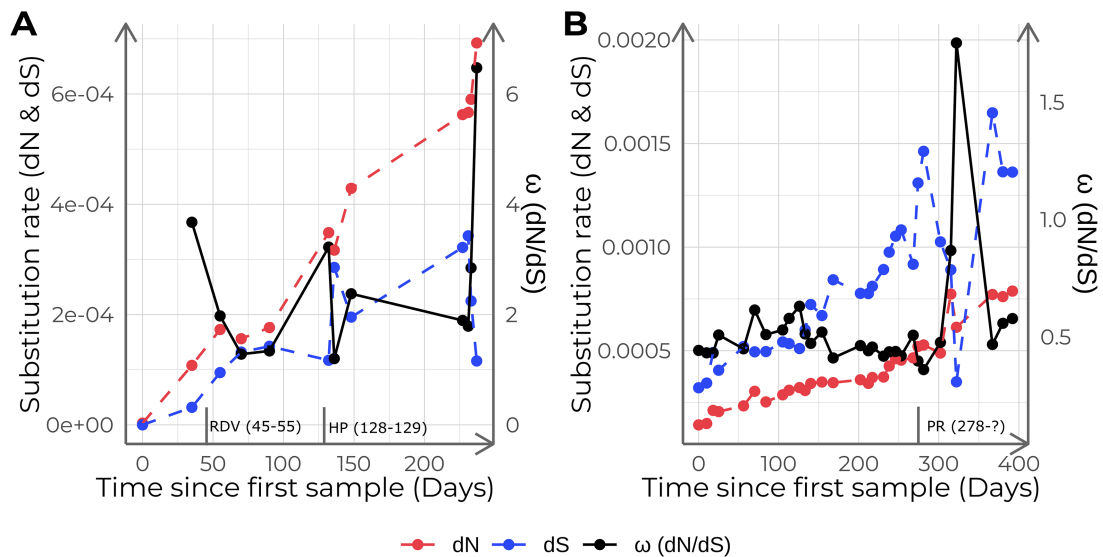 A
Substitution rate (dN & dS)
6e-04
4e-04
2e-04
0e+00
6
4
2
0
ω (dN/dS)
RDV (45-55)
HP (128-129)
0
50
100
150
200
Time since first sample (Days)
B
Substitution rate (dN & dS)
0.0020
0.0015
0.0010
0.0005
1.5
1.0
0.5
ω (dN/dS)
PR (278-?)
0
100
200
300
400
Time since first sample (Days)
dN
dS
ω (dN/dS)